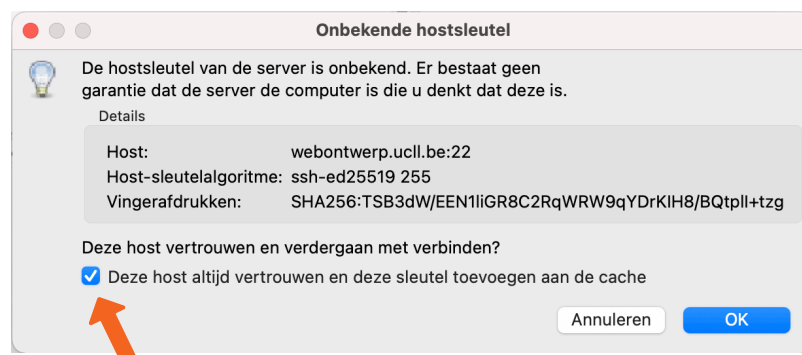 Onbekende hostsleutel
De hostsleutel van de server is onbekend. Er bestaat geen
garantie dat de server de computer is die u denkt dat deze is.
Details
Host: webontwerp.ucll.be:22
Host-sleutelalgoritme: ssh-ed25519 255
Vingerafdrukken: SHA256:TSB3dW/EEN1liGR8C2RqWRW9qYDrKlH8/BQtplI+tzg
Deze host vertrouwen en verdergaan met verbinden?
Deze host altijd vertrouwen en deze sleutel toevoegen aan de cache
Annuleren OK